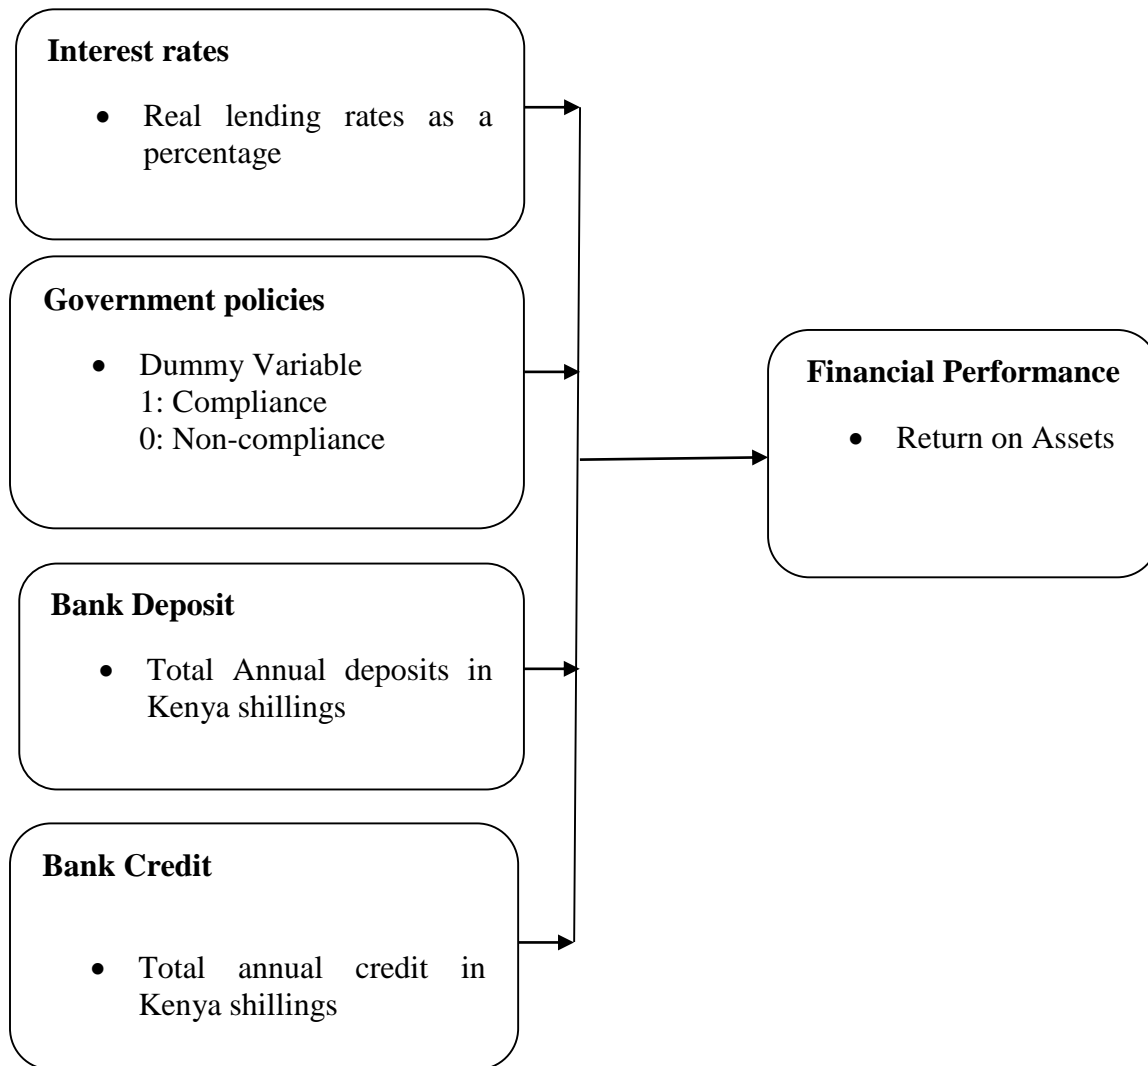 Interest rates
• Real lending rates as a
percentage
Government policies
• Dummy Variable
1: Compliance
0: Non-compliance
Bank Deposit
• Total Annual deposits in
Kenya shillings
Bank Credit
• Total annual credit in
Kenya shillings
Financial Performance
• Return on Assets